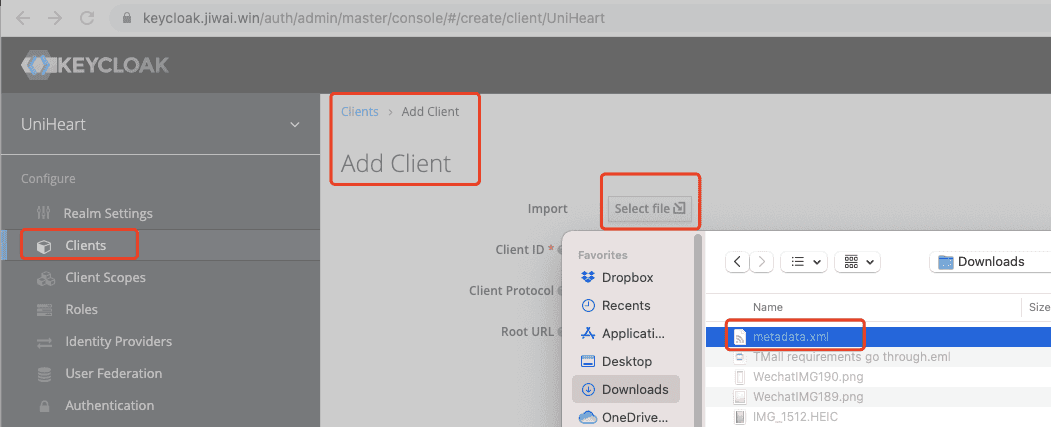 keycloak.jiwai.win/auth/admin/master/console/#/create/client/UniHeart
KEYCLOAK
UniHeart
Configure
Realm Settings
Clients
Client Scopes
Roles
Identity Providers
User Federation
Authentication
Clients > Add Client
Add Client
Import
Select file
Client ID *
Client Protocol
Root URL
Favorites
Dropbox
Recents
Applicati...
Desktop
Downloads
OneDrive...
Downloads
Name
Size
metadata.xml
TMall requirements go through.eml
WechatIMG190.png
WechatIMG189.png
IMG_1512.HEIC